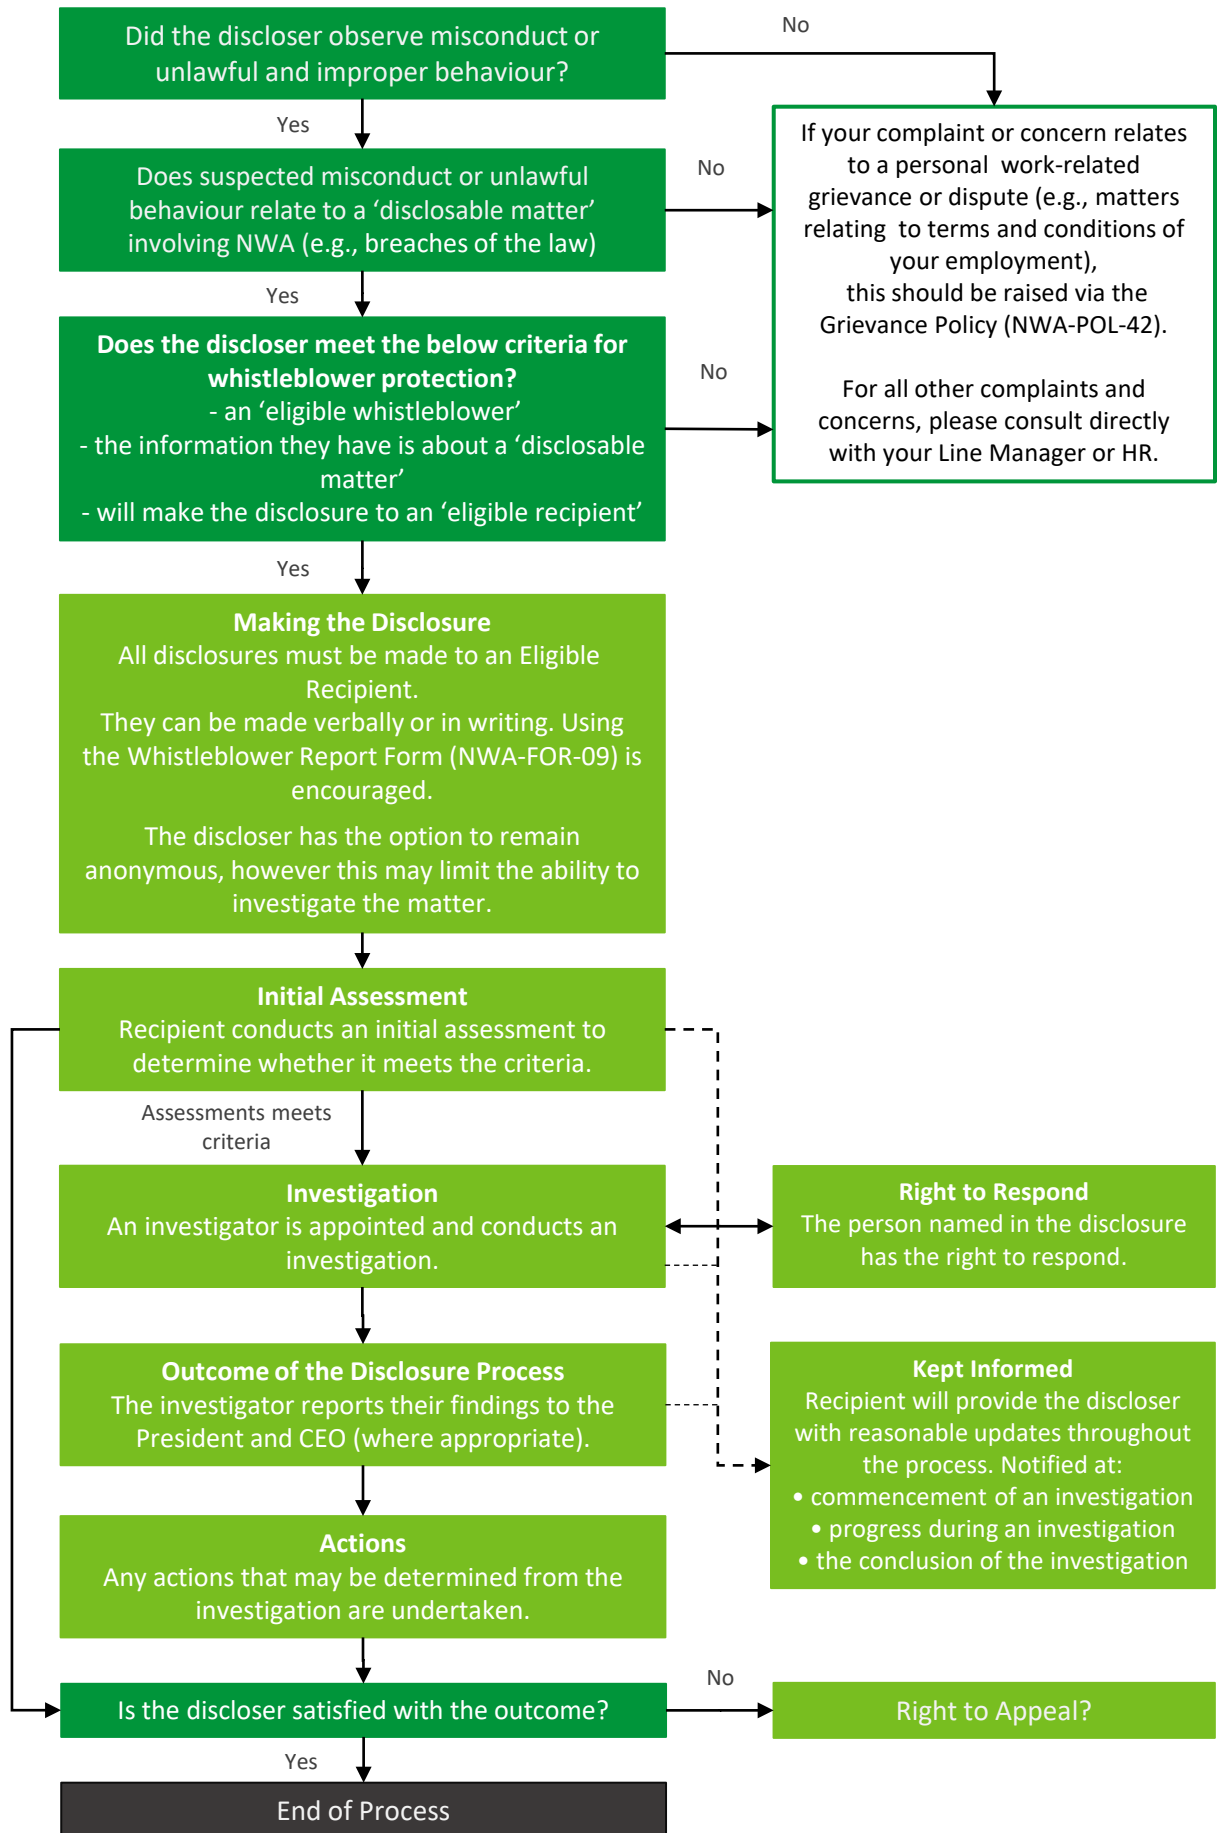 Did the discloser observe misconduct or
unlawful and improper behaviour?
No
Yes
Does suspected misconduct or unlawful
behaviour relate to a ‘disclosable matter’
involving NWA (e.g., breaches of the law)
No
If your complaint or concern relates
to a personal work-related
grievance or dispute (e.g., matters
relating to terms and conditions of
your employment),
this should be raised via the
Grievance Policy (NWA-POL-42).
For all other complaints and
concerns, please consult directly
with your Line Manager or HR.
Yes
Does the discloser meet the below criteria for
whistleblower protection?
- an ‘eligible whistleblower’
- the information they have is about a ‘disclosable
matter’
- will make the disclosure to an ‘eligible recipient’
No
Yes
Making the Disclosure
All disclosures must be made to an Eligible
Recipient.
They can be made verbally or in writing. Using
the Whistleblower Report Form (NWA-FOR-09) is
encouraged.
The discloser has the option to remain
anonymous, however this may limit the ability to
investigate the matter.
Initial Assessment
Recipient conducts an initial assessment to
determine whether it meets the criteria.
Assessments meets
criteria
Investigation
An investigator is appointed and conducts an
investigation.
Right to Respond
The person named in the disclosure
has the right to respond.
Outcome of the Disclosure Process
The investigator reports their findings to the
President and CEO (where appropriate).
Kept Informed
Recipient will provide the discloser
with reasonable updates throughout
the process. Notified at:
• commencement of an investigation
• progress during an investigation
• the conclusion of the investigation
Actions
Any actions that may be determined from the
investigation are undertaken.
Is the discloser satisfied with the outcome?
No
Right to Appeal?
Yes
End of Process